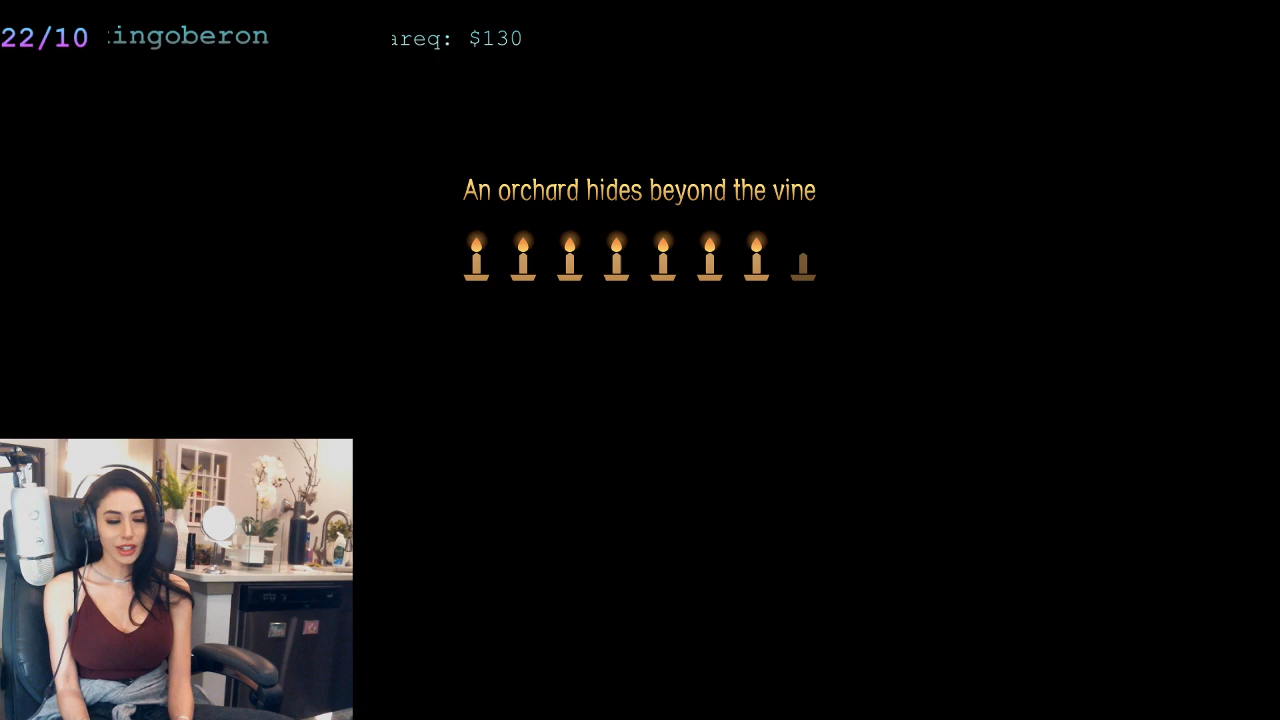 22/10 ingoberon areq: $130
An orchard hides beyond the vine